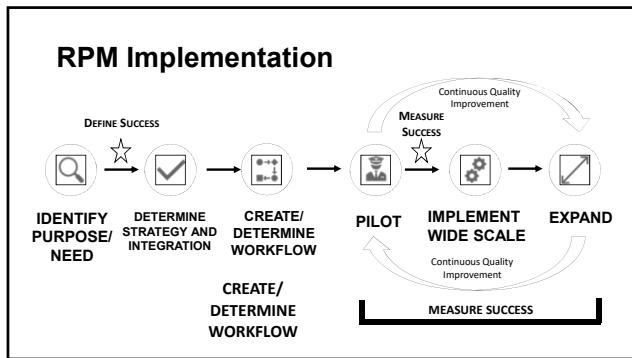 RPM Implementation
Continuous Quality
Improvement
DEFINE SUCCESS
MEASURE
SUCCESS
IDENTIFY
PURPOSE/
NEED
DETERMINE
STRATEGY AND
INTEGRATION
CREATE/
DETERMINE
WORKFLOW
PILOT
IMPLEMENT
WIDE SCALE
EXPAND
Continuous Quality
Improvement
CREATE/
DETERMINE
WORKFLOW
MEASURE SUCCESS